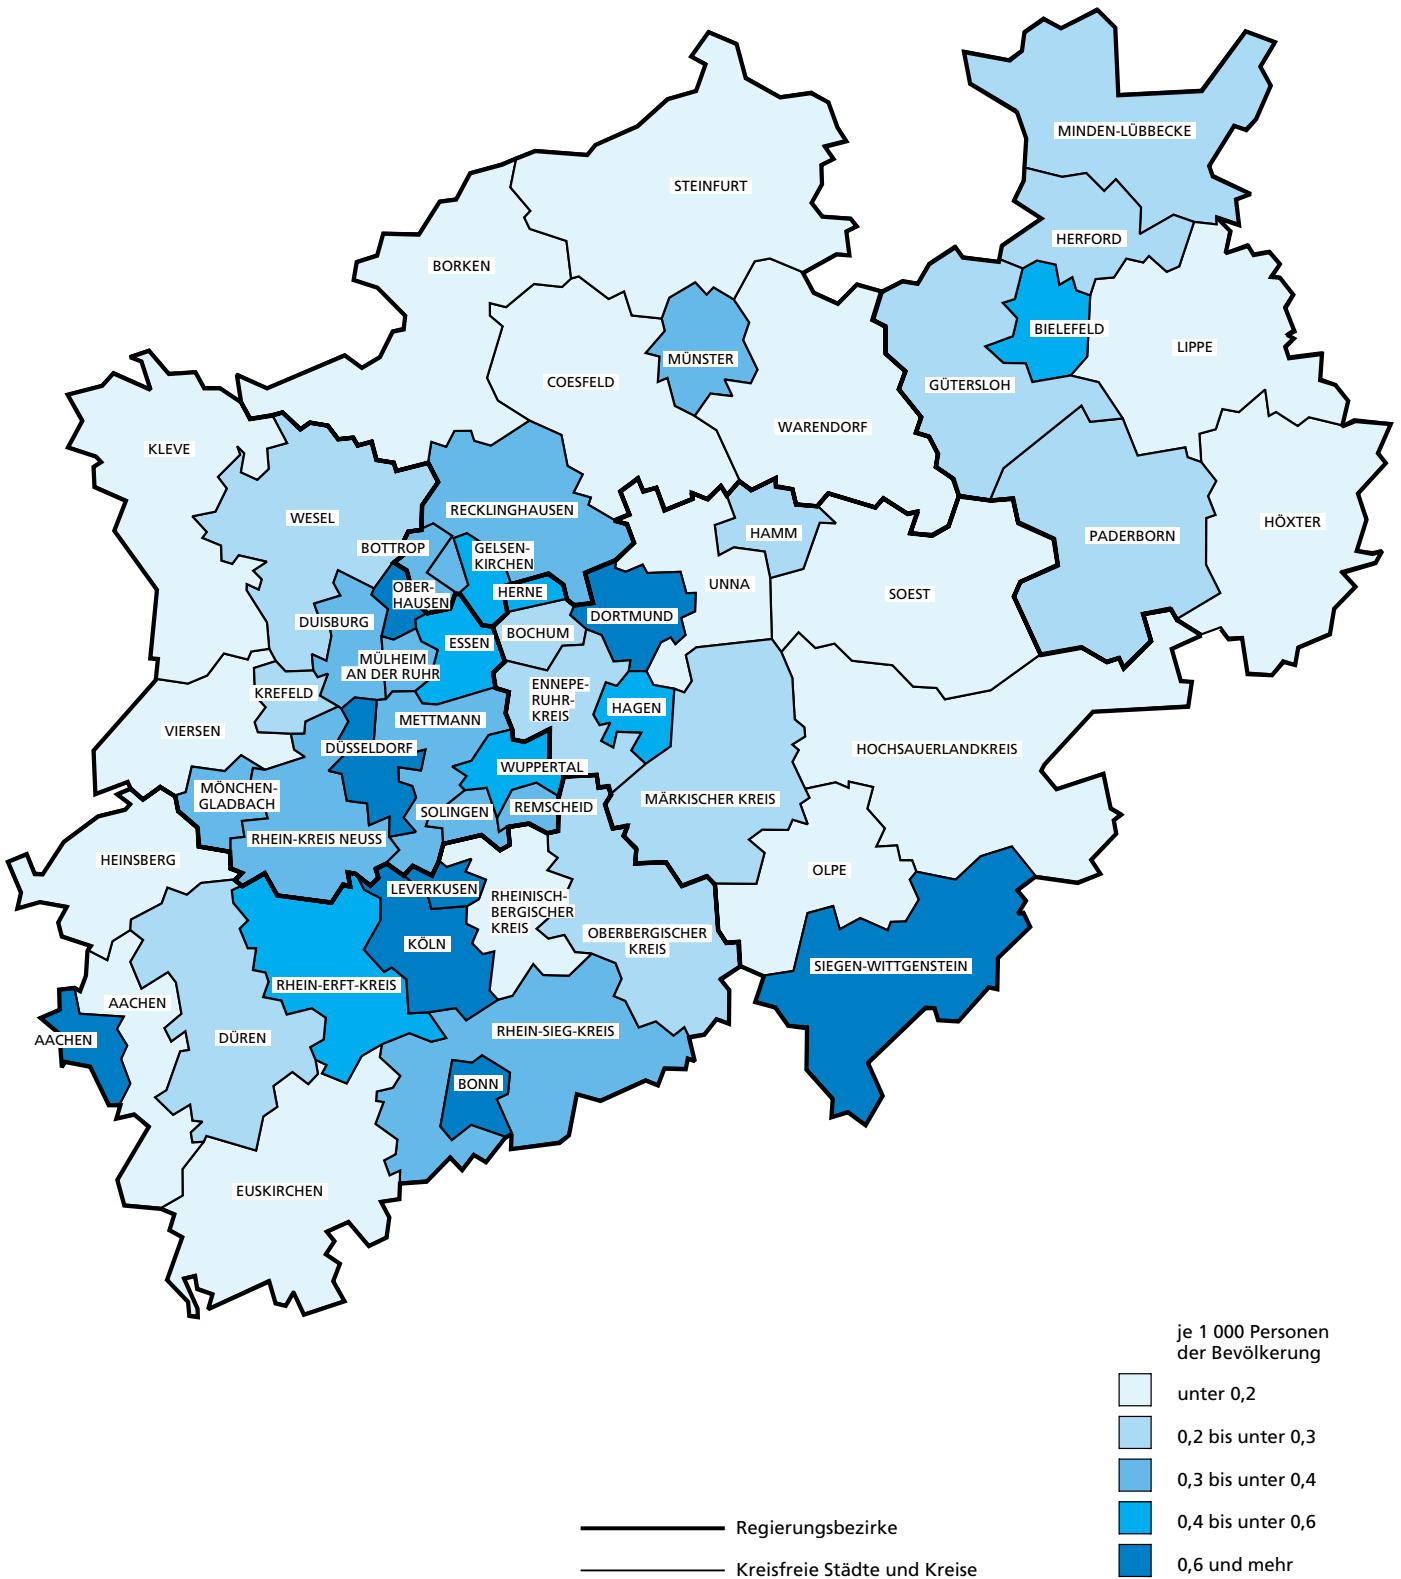 MINDEN-LÜBBECKE
STEINFURT
HERFORD
BORKEN
BIELEFELD
LIPPE
MÜNSTER
COESFELD
GÜTERSLOH
WARENDORF
KLEVE
RECKLINGHAUSEN
WESEL
HÖXTER
HAMM
PADERBORN
BOTTROP
GELSEN-
KIRCHEN
UNNA
OBER-
HAUSEN
HERNE
SOEST
DORTMUND
DUISBURG
BOCHUM
ESSEN
MÜLHEIM
AN DER RUHR
KREFELD
ENNEPE-
RUHR-
KREIS
HAGEN
METTMANN
VIERSEN
DÜSSELDORF
HOCHSAUERLANDKREIS
WUPPERTAL
MÖNCHEN-
GLADBACH
MÄRKISCHER KREIS
REMSCHEID
SOLINGEN
RHEIN-KREIS NEUSS
HEINSBERG
OLPE
LEVERKUSEN
RHEINISCH-
BERGISCHER
KREIS
OBERBERGISCHER
KREIS
KÖLN
SIEGEN-WITTGENSTEIN
RHEIN-ERFT-KREIS
AACHEN
RHEIN-SIEG-KREIS
DÜREN
AACHEN
BONN
EUSKIRCHEN
je 1 000 Personen
der Bevölkerung
unter 0,2
0,2 bis unter 0,3
0,3 bis unter 0,4
0,4 bis unter 0,6
0,6 und mehr
Regierungsbezirke
Kreisfreie Städte und Kreise